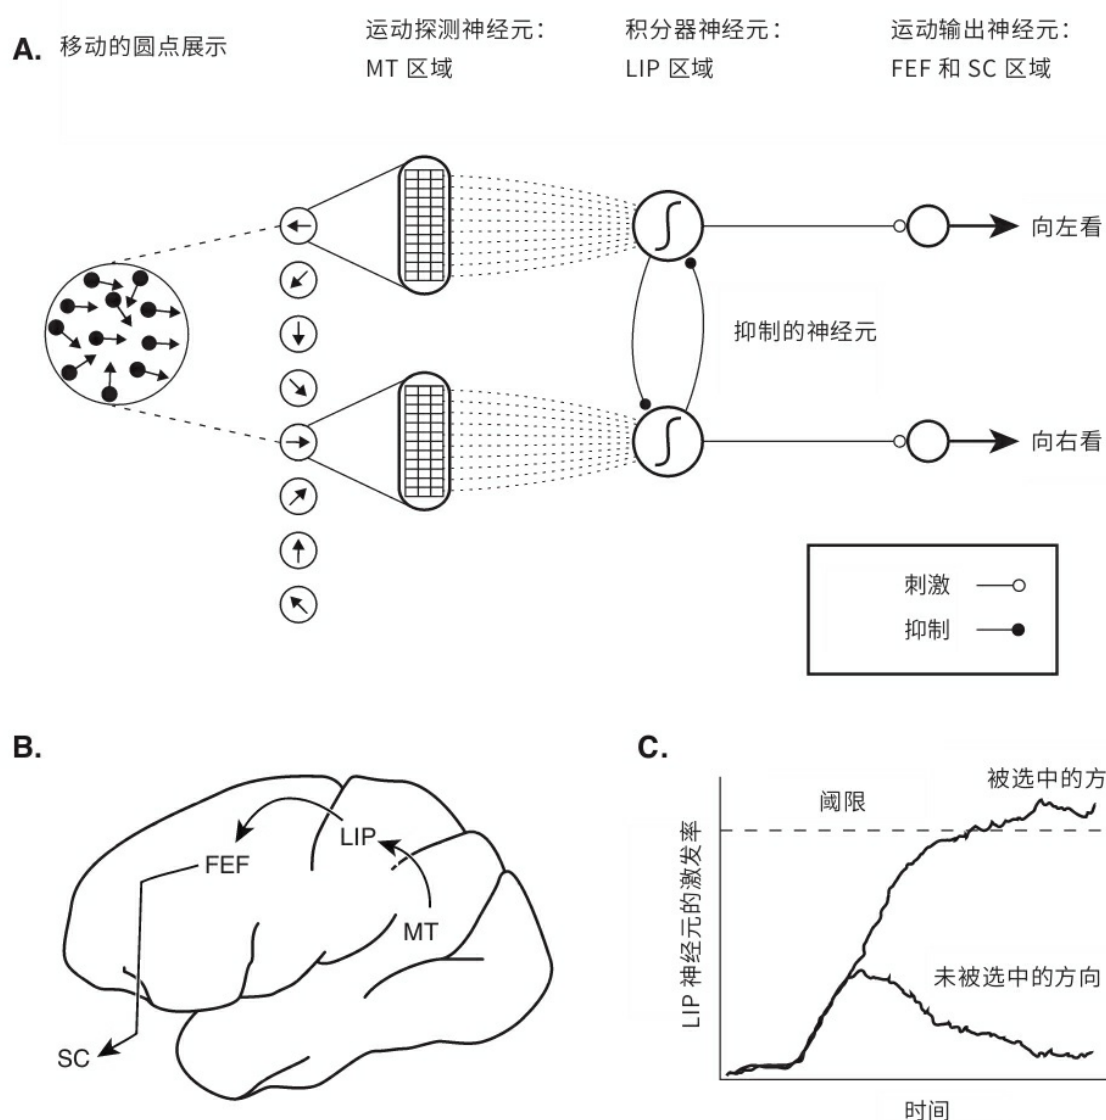 A.
移动的圆点展示
运动探测神经元：
MT 区域
积分器神经元：
LIP 区域
运动输出神经元：
FEF 和 SC 区域
向左看
抑制的神经元
向右看
刺激
抑制
B.
LIP
FEF
MT
SC
C.
被选中的方
阈限
LIP 神经元的激发率
未被选中的方向
时间